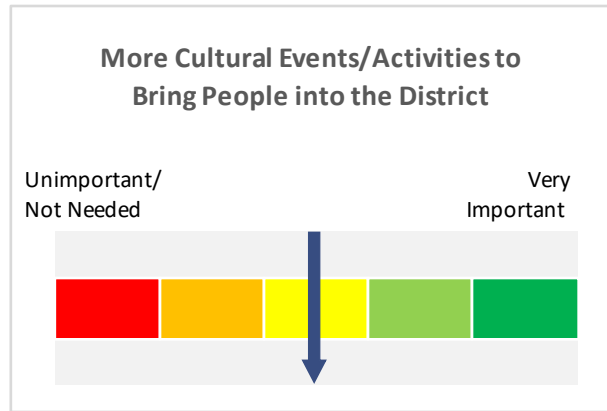 More Cultural Events/Activities to
Bring People into the District
Unimportant/
Not Needed
Very
Important